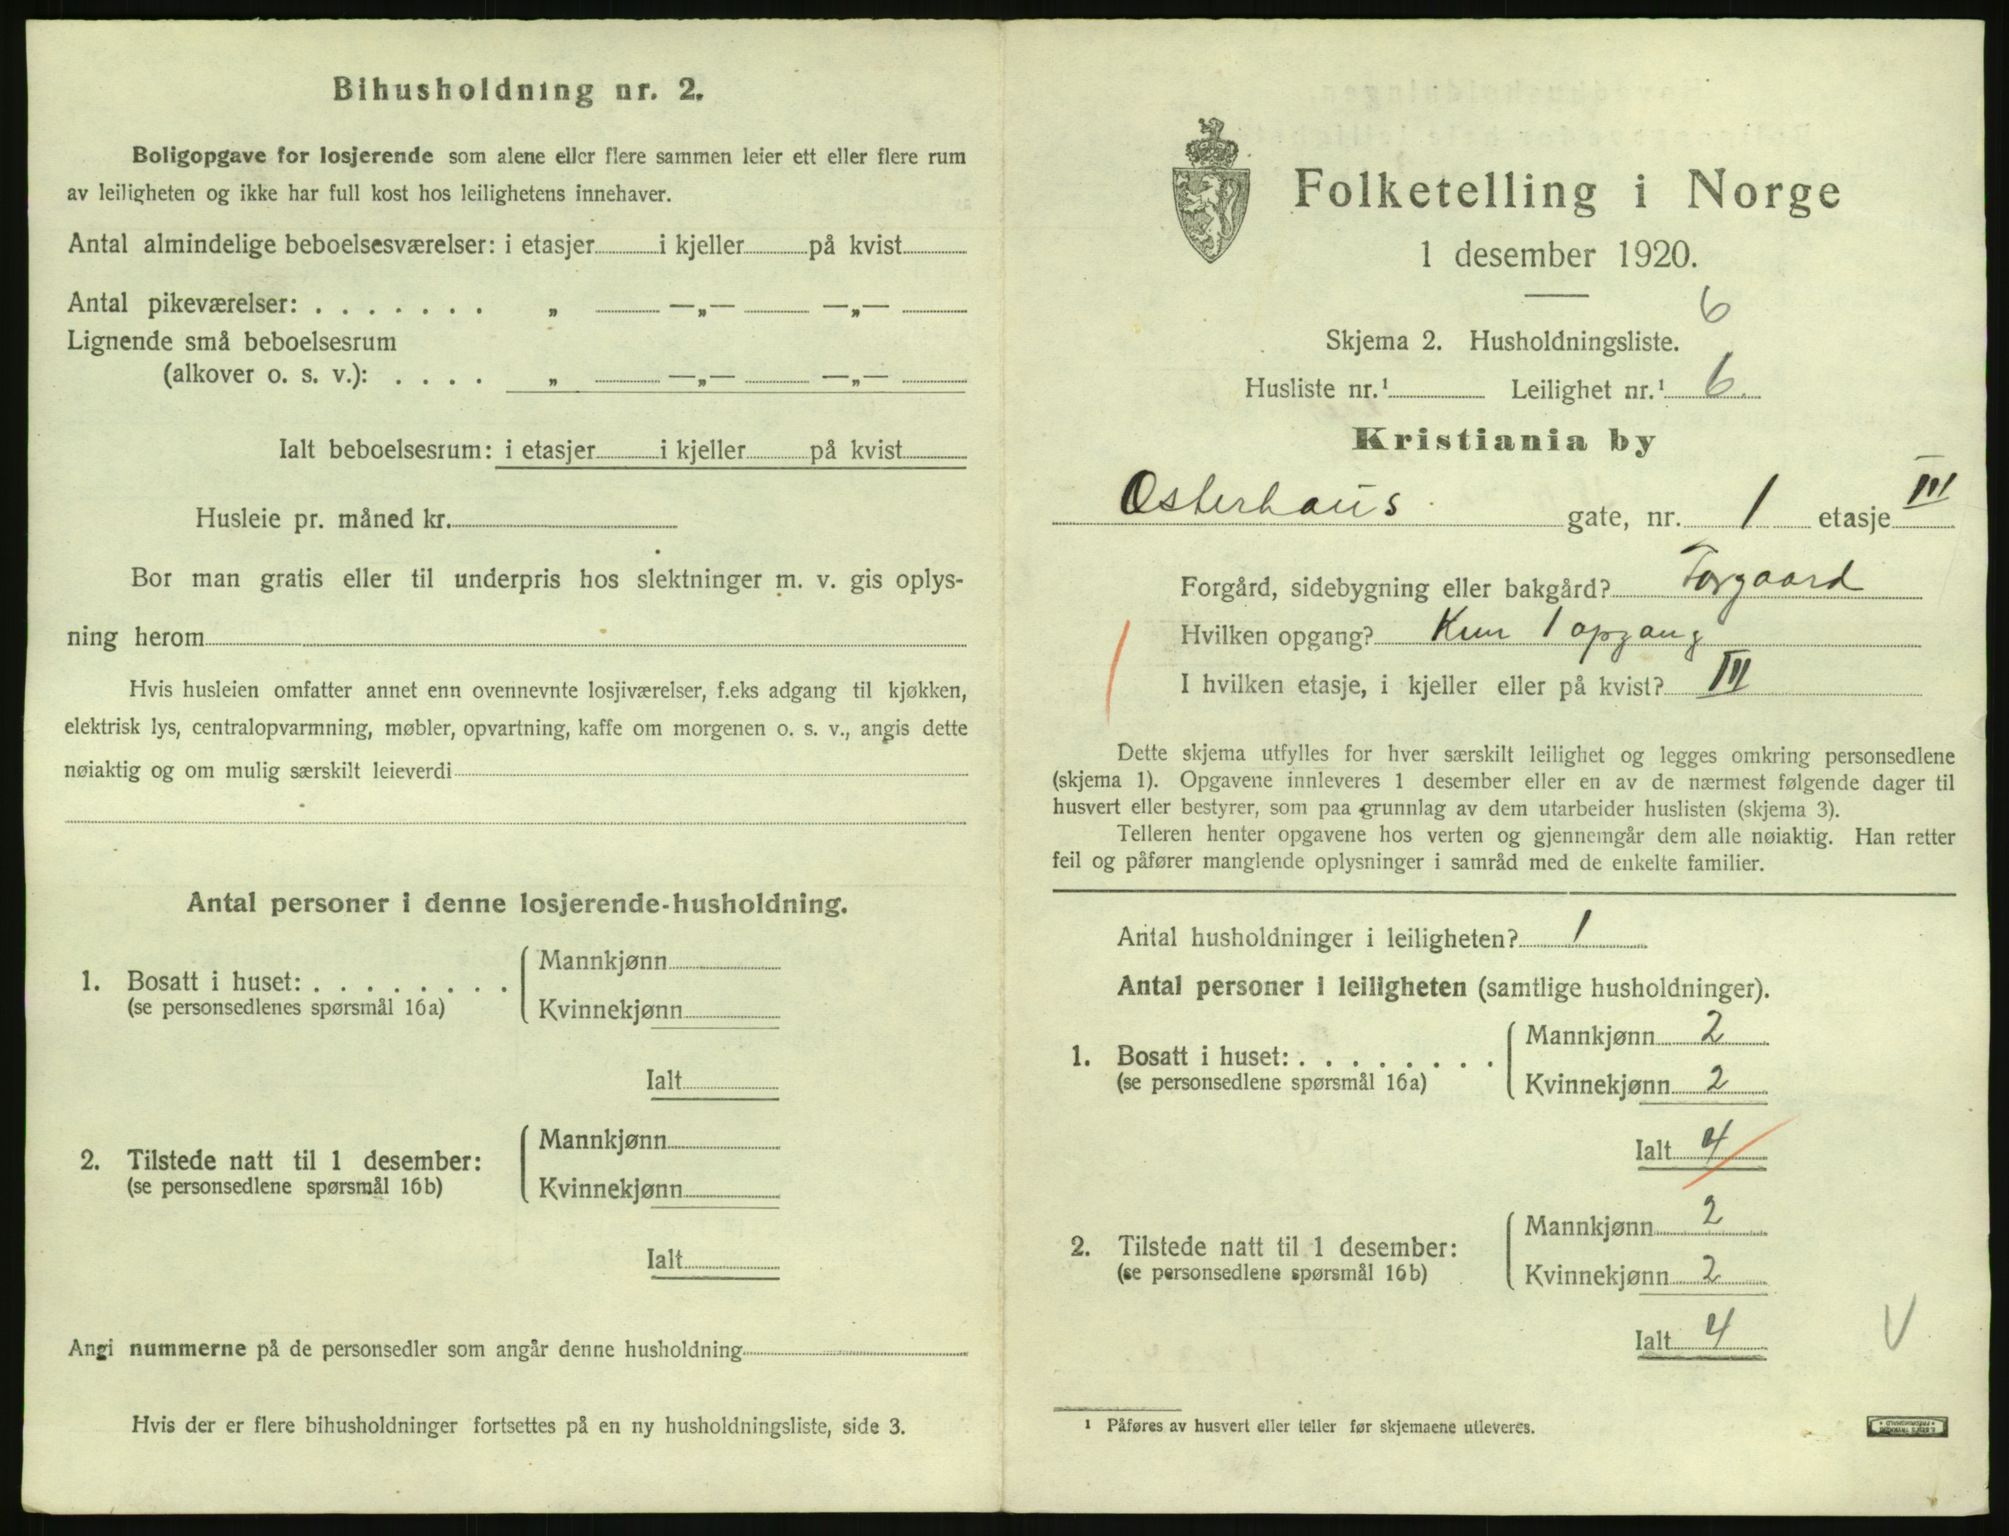 Bihusholdning nr. 2.
Boligopgave for losjerende som alene eller flere sammen leier ett eller flere rum
av leiligheten og ikke har full kost hos leilighetens innehaver.
Antal almindelige beboelsesværelser: i etasjer i kjeller på kvist
Antal pikeværelser: . . . . . . . „ —„— —„—
Lignende små beboelsesrum
(alkover o. s. v.): . . . . „ —„— —„—
Ialt beboelsesrum: i etasjer i kjeller på kvist
Husleie pr. måned kr.
Bor man gratis eller til underpris hos slektninger m. v. gis oplys-
ning herom
Hvis husleien omfatter annet enn ovennevnte losjiværelser, f.eks adgang til kjøkken,
elektrisk lys, centralopvarmning, møbler, opvartning, kaffe om morgenen o. s. v., angis dette
nøiaktig og om mulig særskilt leieverdi
Antal personer i denne losjerende-husholdning.
1. Bosatt i huset: . . . . . . . .
(se personsedlenes spørsmål 16a)
Mannkjønn
Kvinnekjønn
Ialt
2. Tilstede natt til 1 desember:
(se personsedlene spørsmål 16b)
Mannkjønn
Kvinnekjønn
Ialt
Angi nummerne på de personsedler som angår denne husholdning
Hvis der er flere bihusholdninger fortsettes på en ny husholdningsliste, side 3.
Folketelling i Norge
1 desember 1920.
6
Skjema 2. Husholdningsliste.
Husliste nr.¹ Leilighet nr.¹ 6.
Kristiania by
Osterhaus gate, nr. 1 etasje III
Forgård, sidebygning eller bakgård? Forgaard
Hvilken opgang? Kun 1 opgang
I hvilken etasje, i kjeller eller på kvist? III
Dette skjema utfylles for hver særskilt leilighet og legges omkring personsedlene
(skjema 1). Opgavene innleveres 1 desember eller en av de nærmest følgende dager til
husvert eller bestyrer, som paa grunnlag av dem utarbeider huslisten (skjema 3).
Telleren henter opgavene hos verten og gjennemgår dem alle nøiaktig. Han retter
feil og påfører manglende oplysninger i samråd med de enkelte familier.
Antal husholdninger i leiligheten? 1
Antal personer i leiligheten (samtlige husholdninger).
1. Bosatt i huset: . . . . . . . .
(se personsedlene spørsmål 16a)
Mannkjønn 2
Kvinnekjønn 2
Ialt 4
2. Tilstede natt til 1 desember:
(se personsedlene spørsmål 16b)
Mannkjønn 2
Kvinnekjønn 2
Ialt 4
V
¹ Påføres av husvert eller teller før skjemaene utleveres.